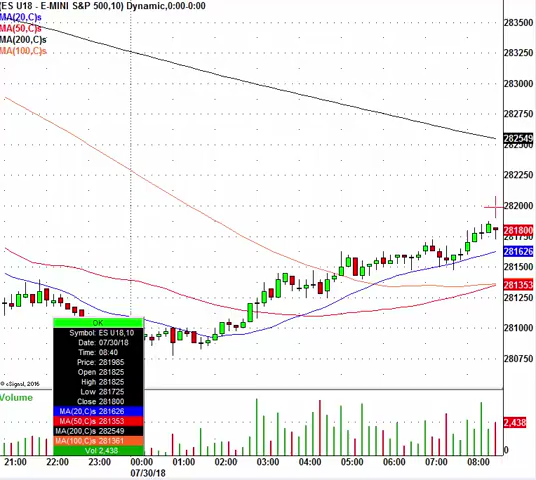 (ES U18 - E-MINI S&P 500,10) Dynamic,0:00-0:00
MA(20,C)s
MA(50,C)s
MA(200,C)s
MA(100,C)s
283500
283250
283000
282750
282549
282500
282250
282000
281800
281750
281626
281500
281353
281250
281000
280750
OK
Symbol: ES U18,10
Date: 07/30/18
Time: 08:40
Price: 281985
Open 281825
High 281825
Low 281725
Close 281800
MA(20,C)s 281626
MA(50,C)s 281353
MA(200,C)s 282549
MA(100,C)s 281361
Vol 2,438
© eSignal, 2016
Volume
2,438
0
21:00 22:00 23:00 00:00 01:00 02:00 03:00 04:00 05:00 06:00 07:00 08:00
07/30/18